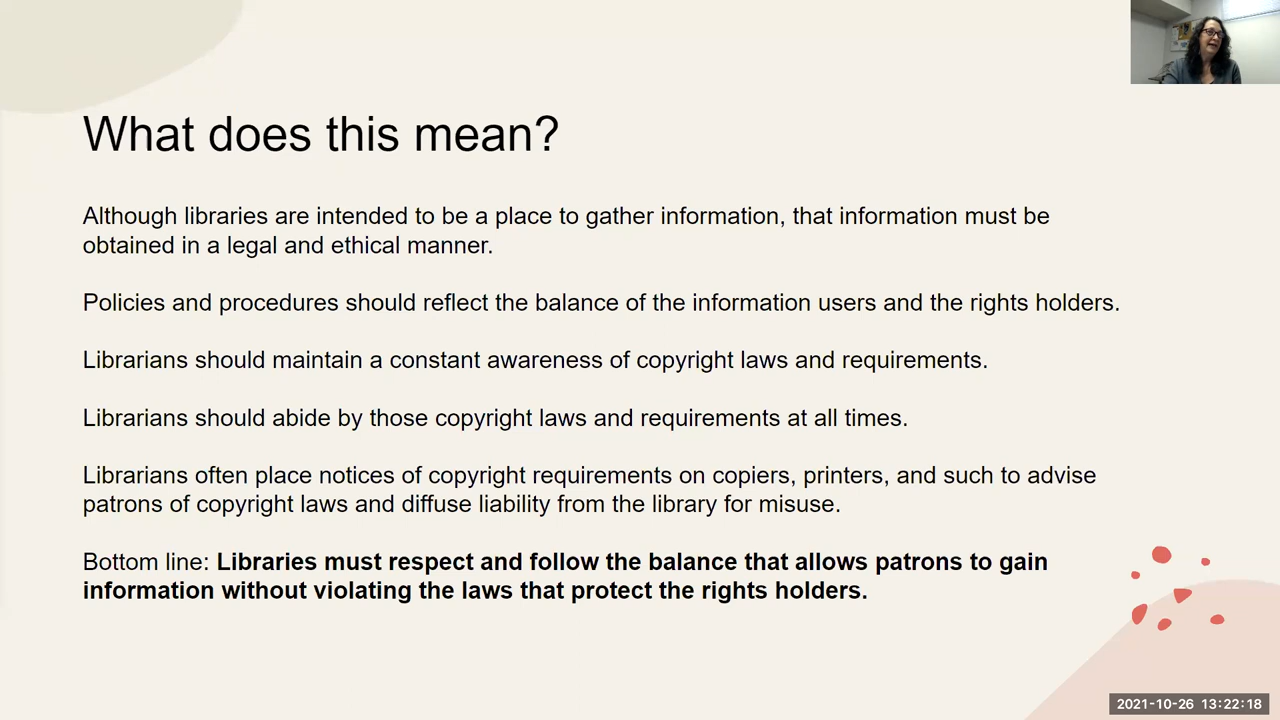 What does this mean?
Although libraries are intended to be a place to gather information, that information must be
obtained in a legal and ethical manner.
Policies and procedures should reflect the balance of the information users and the rights holders.
Librarians should maintain a constant awareness of copyright laws and requirements.
Librarians should abide by those copyright laws and requirements at all times.
Librarians often place notices of copyright requirements on copiers, printers, and such to advise
patrons of copyright laws and diffuse liability from the library for misuse.
Bottom line: Libraries must respect and follow the balance that allows patrons to gain
information without violating the laws that protect the rights holders.
2021-10-26 13:22:18